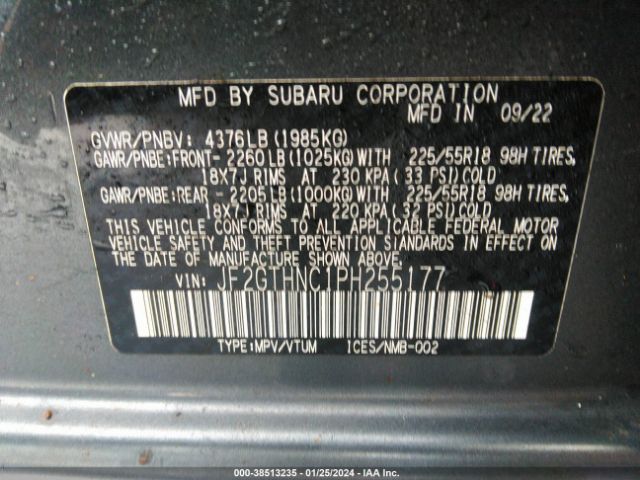 MFD BY SUBARU CORPORATION
MFD IN 09/22
GVWR/PNBV: 4376LB (1985KG)
GAWR/PNBE:FRONT- 2260LB (1025KG)WITH 225/55R18 98H TIRES,
18X7J RIMS AT 230 KPA (33 PSI)COLD
GAWR/PNBE:REAR - 2205LB (1000KG)WITH 225/55R18 98H TIRES,
18X7J RIMS AT 220 KPA (32 PSI)COLD
THIS VEHICLE CONFORMS TO ALL APPLICABLE FEDERAL MOTOR
VEHICLE SAFETY AND THEFT PREVENTION STANDARDS IN EFFECT ON
THE DATE OF MANUFACTURE SHOWN ABOVE.
VIN: JF2GTHNC1PH255177
TYPE:MPV/VTUM ICES/NMB-002
000-38513235 - 01/25/2024 - IAA Inc.